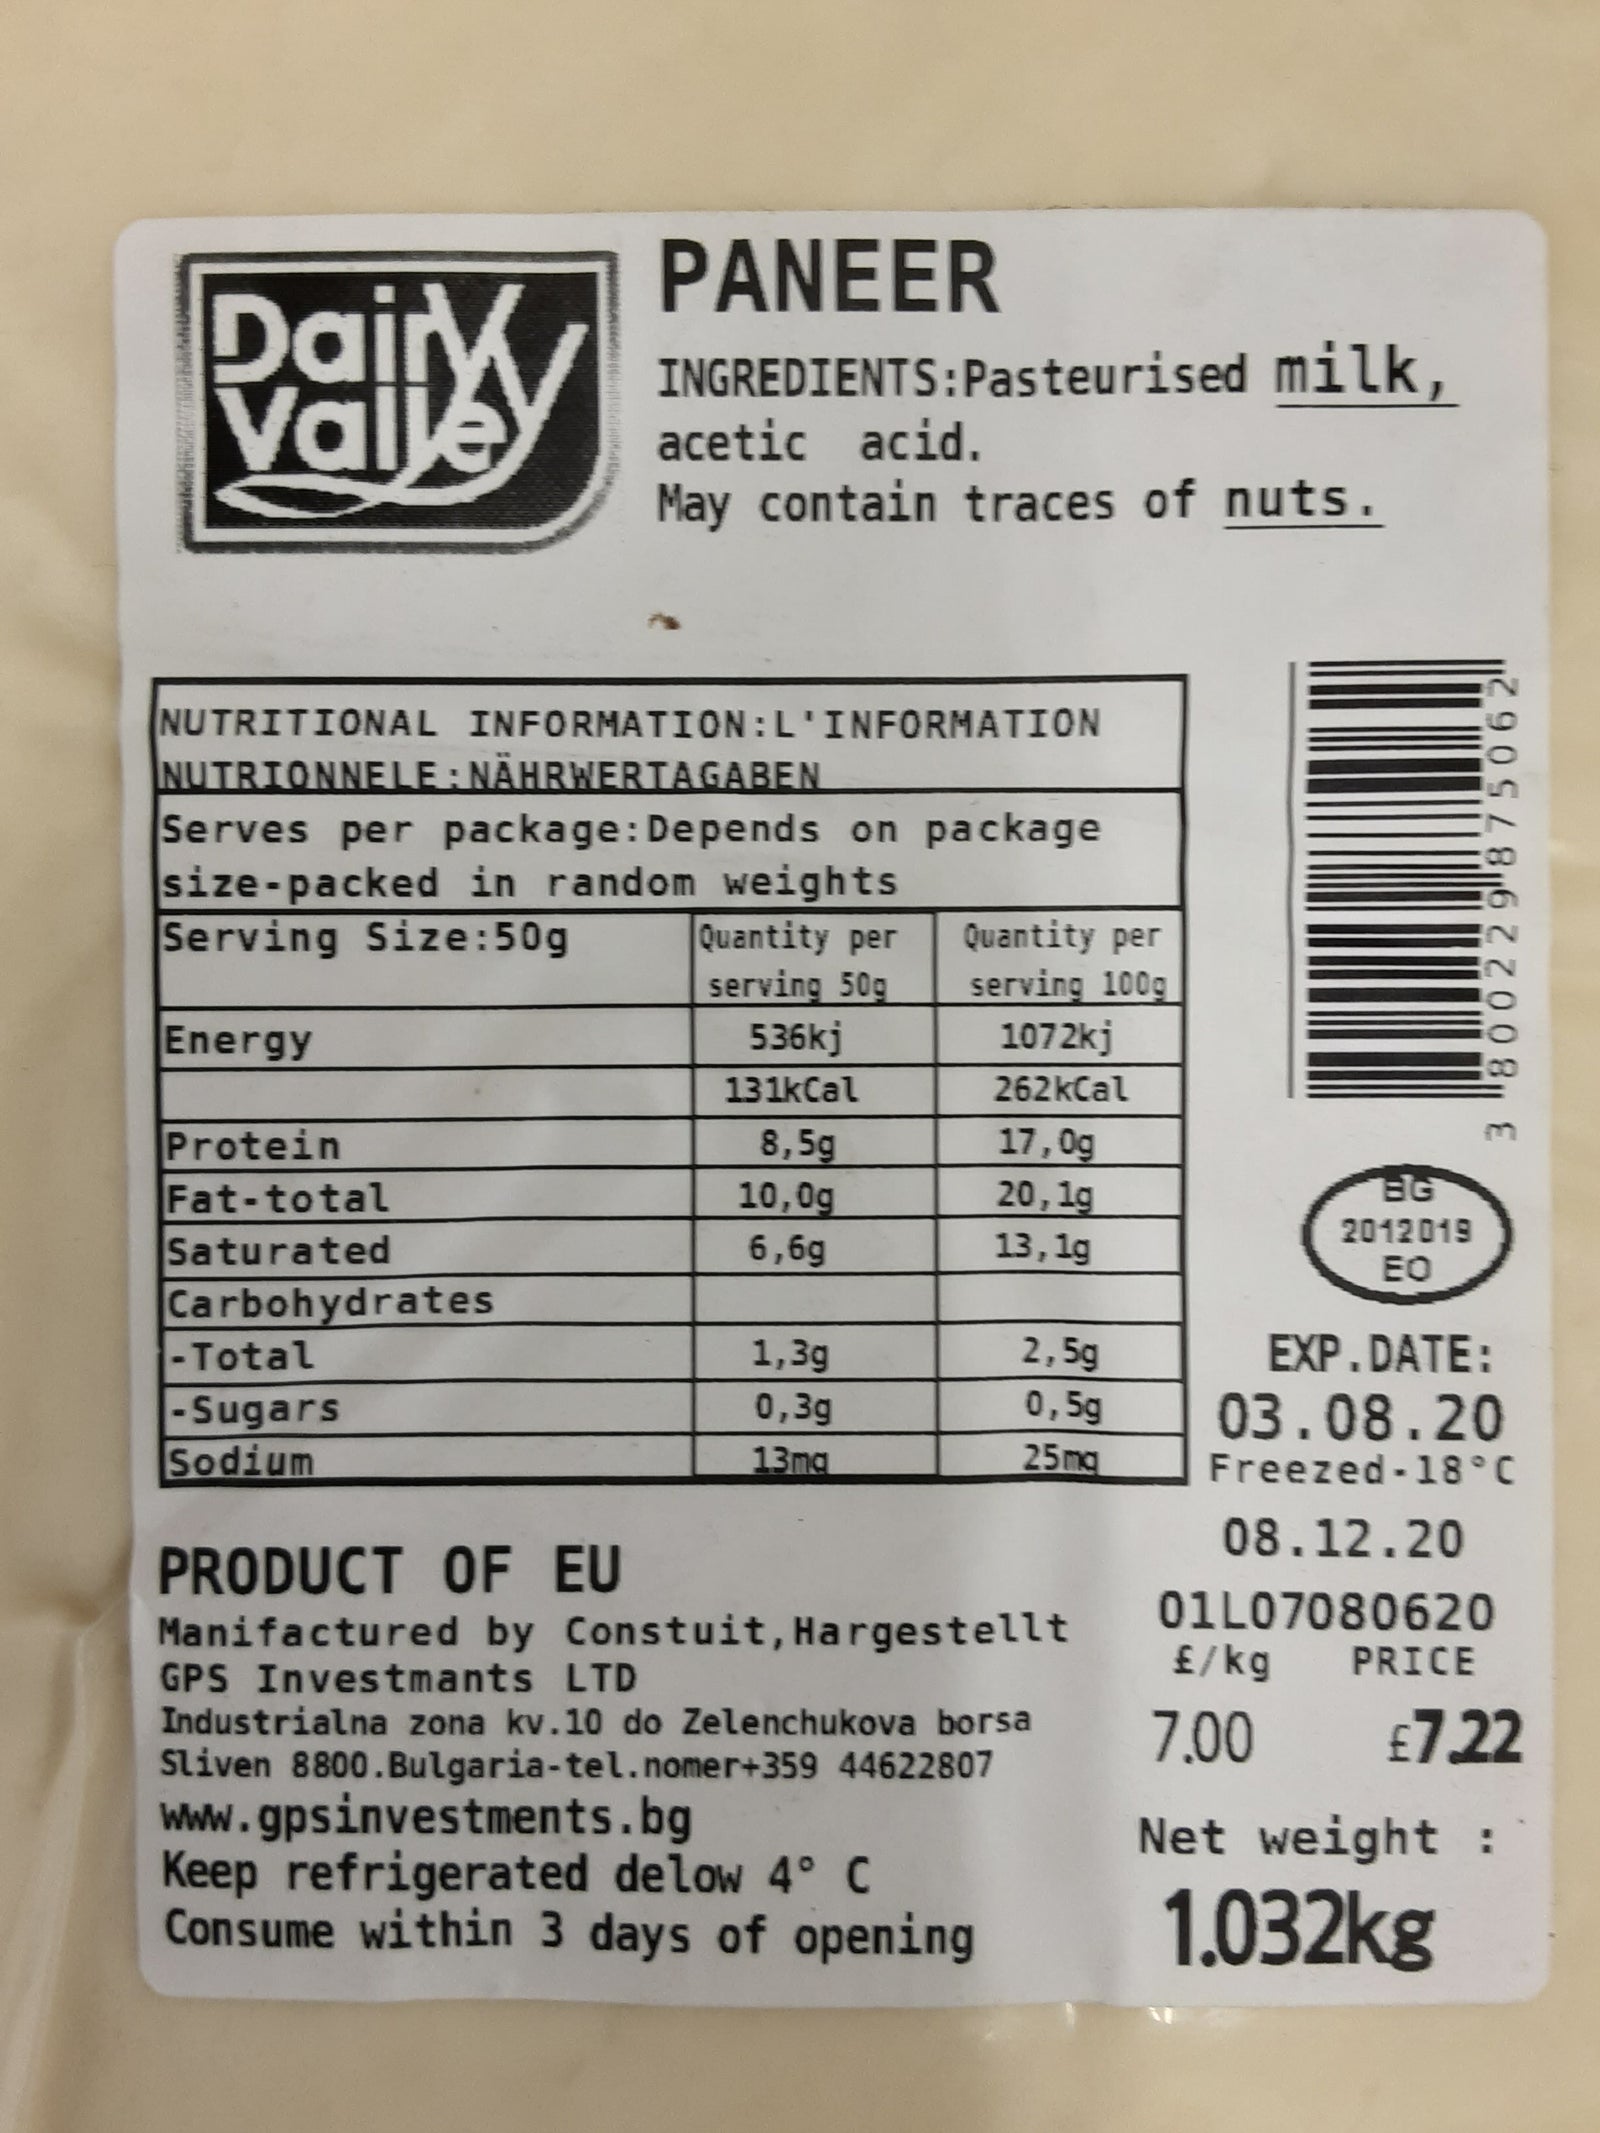 Dairy
Valley
PANEER
INGREDIENTS:Pasteurised milk,
acetic acid.
May contain traces of nuts.
NUTRITIONAL INFORMATION:L'INFORMATION
NUTRIONNELE:NÄHRWERTAGABEN
Serves per package:Depends on package
size-packed in random weights
Serving Size:50g Quantity per serving 50g Quantity per serving 100g
Energy 536kj 1072kj
131kCal 262kCal
Protein 8,5g 17,0g
Fat-total 10,0g 20,1g
Saturated 6,6g 13,1g
Carbohydrates
-Total 1,3g 2,5g
-Sugars 0,3g 0,5g
Sodium 13mg 25mg
3 800229 875062
BG
2012019
EO
EXP.DATE:
03.08.20
Freezed-18°C
08.12.20
01L07080620
£/kg PRICE
7.00 £7.22
Net weight :
1.032kg
PRODUCT OF EU
Manifactured by Constuit,Hargestellt
GPS Investmants LTD
Industrialna zona kv.10 do Zelenchukova borsa
Sliven 8800.Bulgaria-tel.nomer+359 44622807
www.gpsinvestments.bg
Keep refrigerated delow 4° C
Consume within 3 days of opening